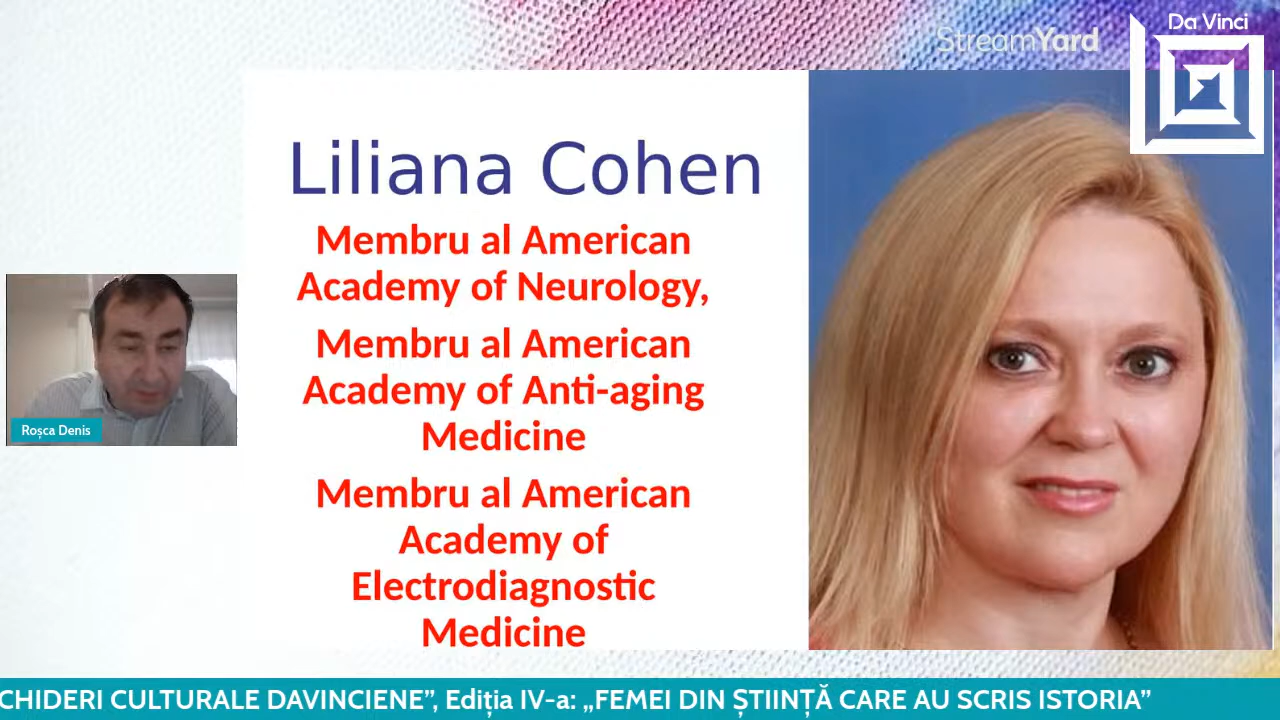 StreamYard
Da Vinci
Liliana Cohen
Membru al American
Academy of Neurology,
Membru al American
Academy of Anti-aging
Medicine
Membru al American
Academy of
Electrodiagnostic
Medicine
Roșca Denis
CHIDERI CULTURALE DAVINCIENE”, Ediția IV-a: „FEMEI DIN ȘTIINȚĂ CARE AU SCRIS ISTORIA”